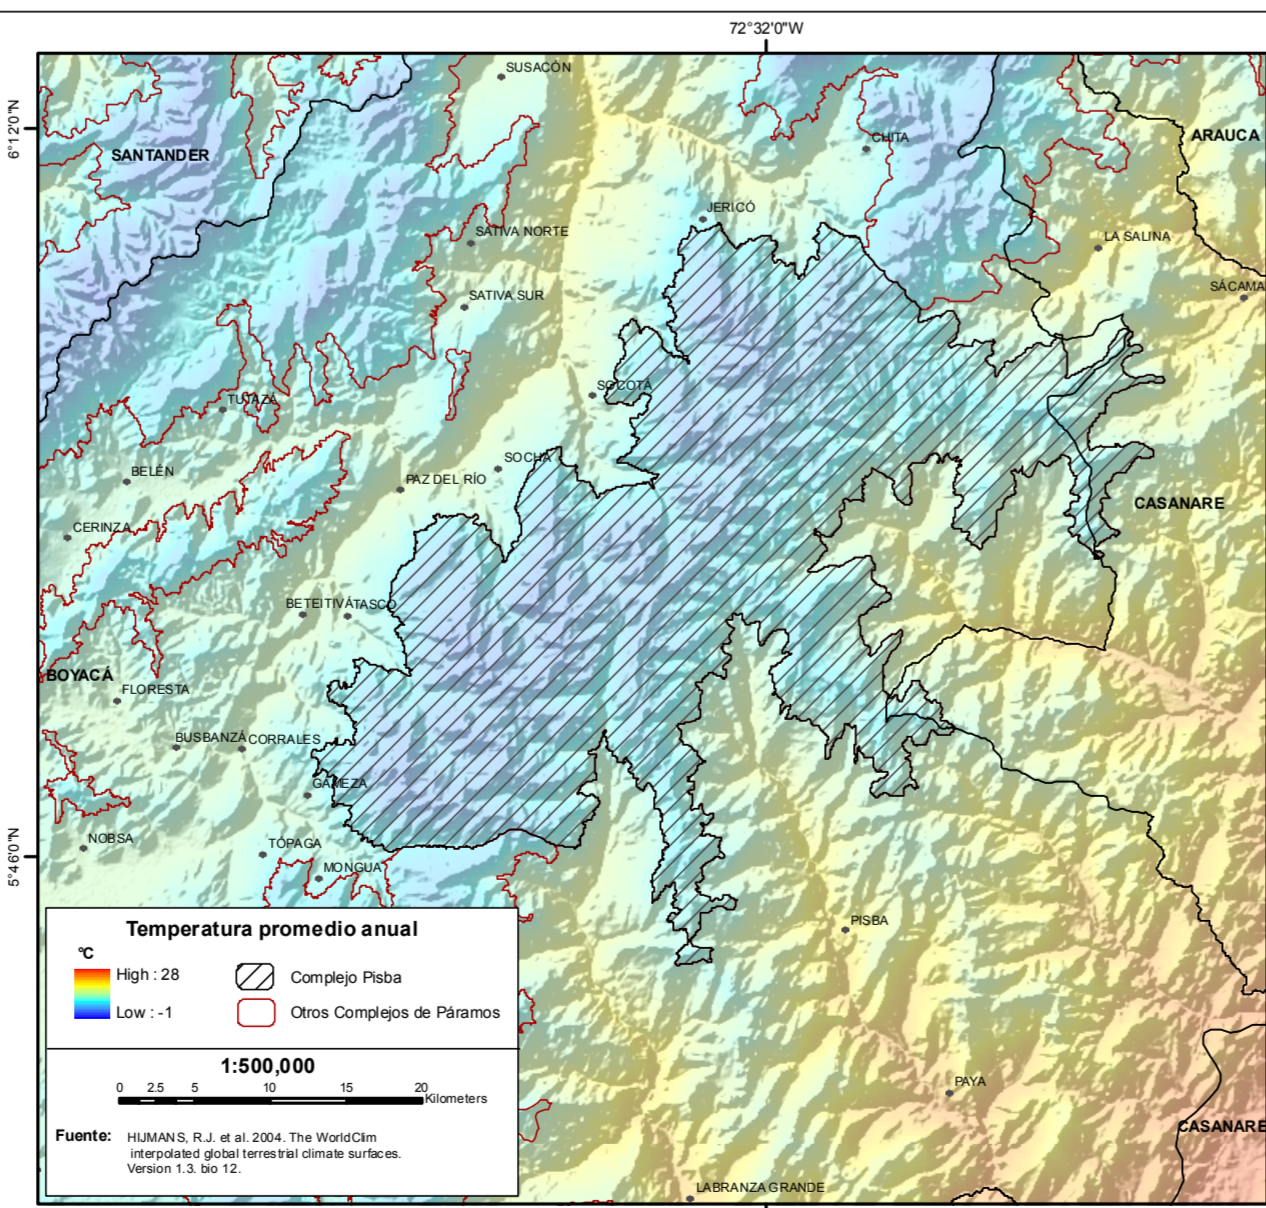 72°32'0"W
6°12'0"N
5°46'0"N
SUSACÓN
CHITA
ARAUCA
SANTANDER
JERICÓ
SATIVA NORTE
LA SALINA
SÁCAMA
SATIVA SUR
SOCOTÁ
TUTAZÁ
SOCHA
BELÉN
PAZ DEL RÍO
CASANARE
CERINZA
BETEITIVÁ
TASCO
BOYACÁ
FLORESTA
BUSBANZÁ
CORRALES
GAMEZA
NOBSA
TÓPAGA
MONGUA
PISBA
PAYA
CASANARE
LABRANZA GRANDE
Temperatura promedio anual
°C
High : 28
Low : -1
Complejo Pisba
Otros Complejos de Páramos
1:500,000
0 2.5 5 10 15 20
Kilometers
Fuente: HIJMANS, R.J. et al. 2004. The WorldClim
interpolated global terrestrial climate surfaces.
Version 1.3. bio 12.